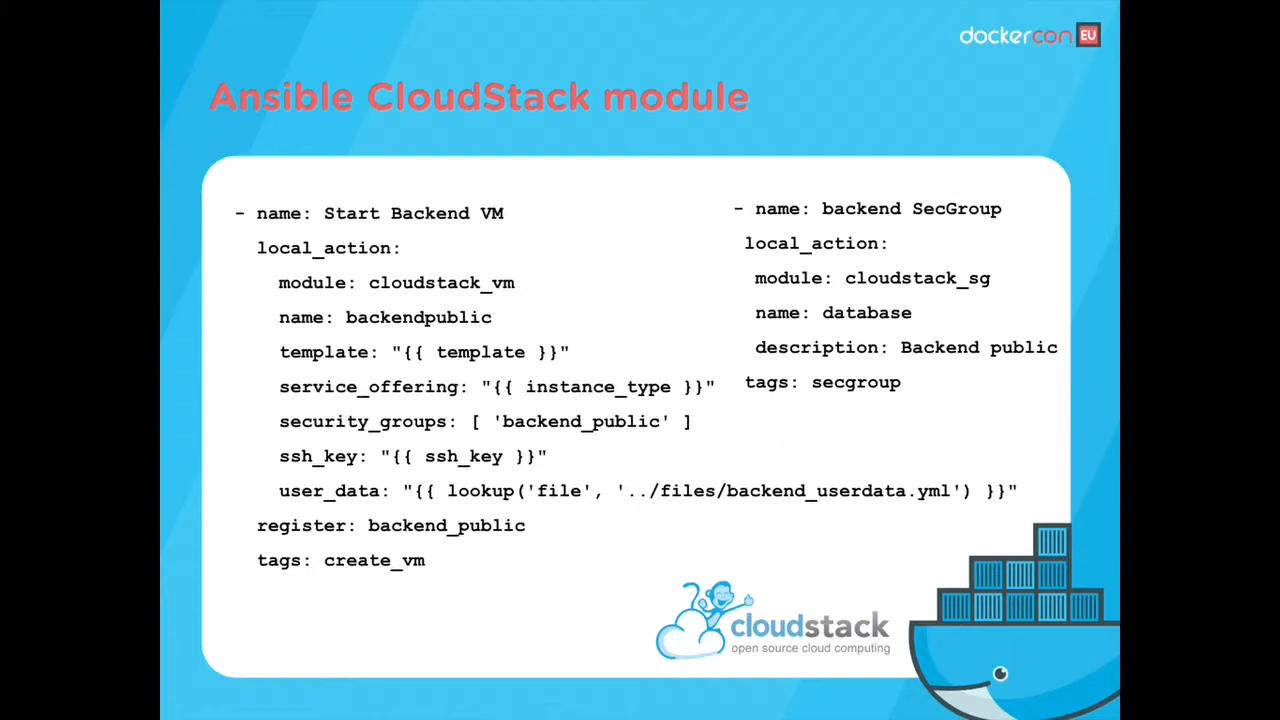 dockercon EU
Ansible CloudStack module
- name: Start Backend VM
local_action:
module: cloudstack_vm
name: backendpublic
template: "{{ template }}"
service_offering: "{{ instance_type }}"
security_groups: [ 'backend_public' ]
ssh_key: "{{ ssh_key }}"
user_data: "{{ lookup('file', '../files/backend_userdata.yml') }}"
register: backend_public
tags: create_vm
- name: backend SecGroup
local_action:
module: cloudstack_sg
name: database
description: Backend public
tags: secgroup
cloudstack
open source cloud computing